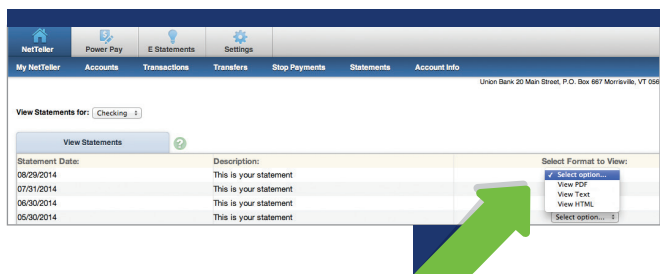 NetTeller Power Pay E Statements Settings
My NetTeller Accounts Transactions Transfers Stop Payments Statements Account Info
Union Bank 20 Main Street, P.O. Box 667 Morrisville, VT 056
View Statements for: Checking
View Statements ?
Statement Date: Description: Select Format to View:
08/29/2014 This is your statement ✓ Select option...
View PDF
07/31/2014 This is your statement
View Text
06/30/2014 This is your statement
View HTML
05/30/2014 This is your statement Select option...